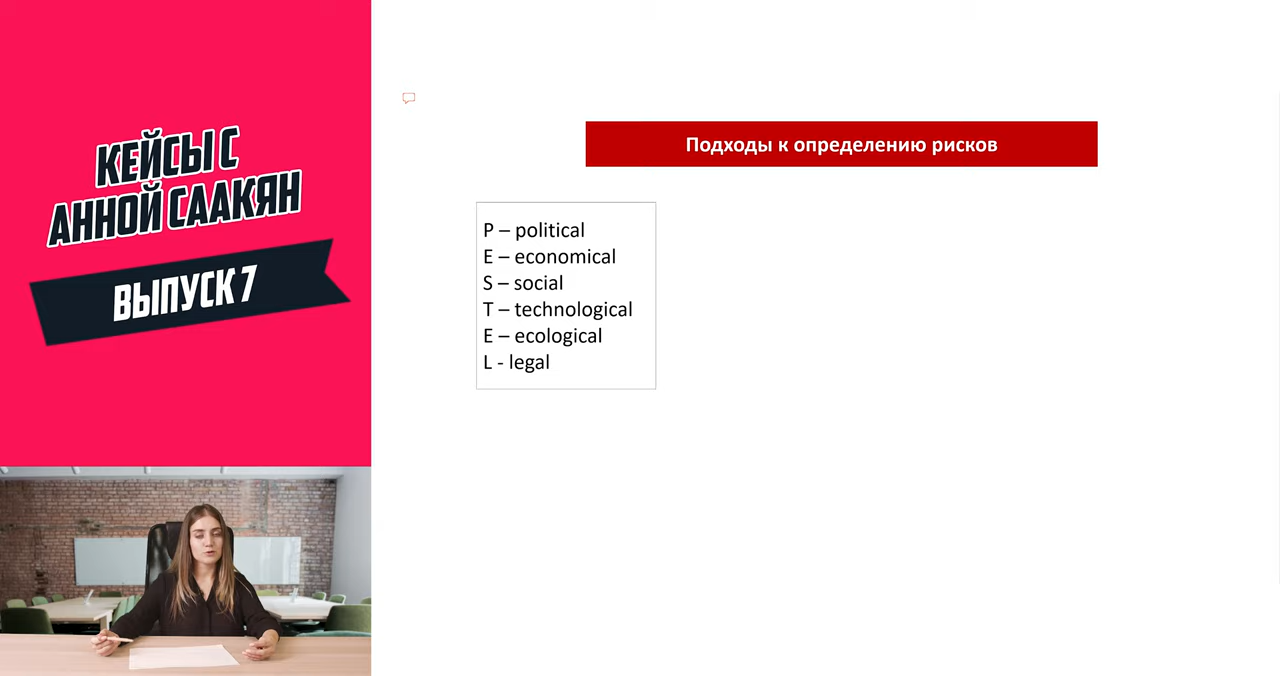 КЕЙСЫ С
АННОЙ СААКЯН
ВЫПУСК 7
Подходы к определению рисков
P – political
E – economical
S – social
T – technological
E – ecological
L - legal